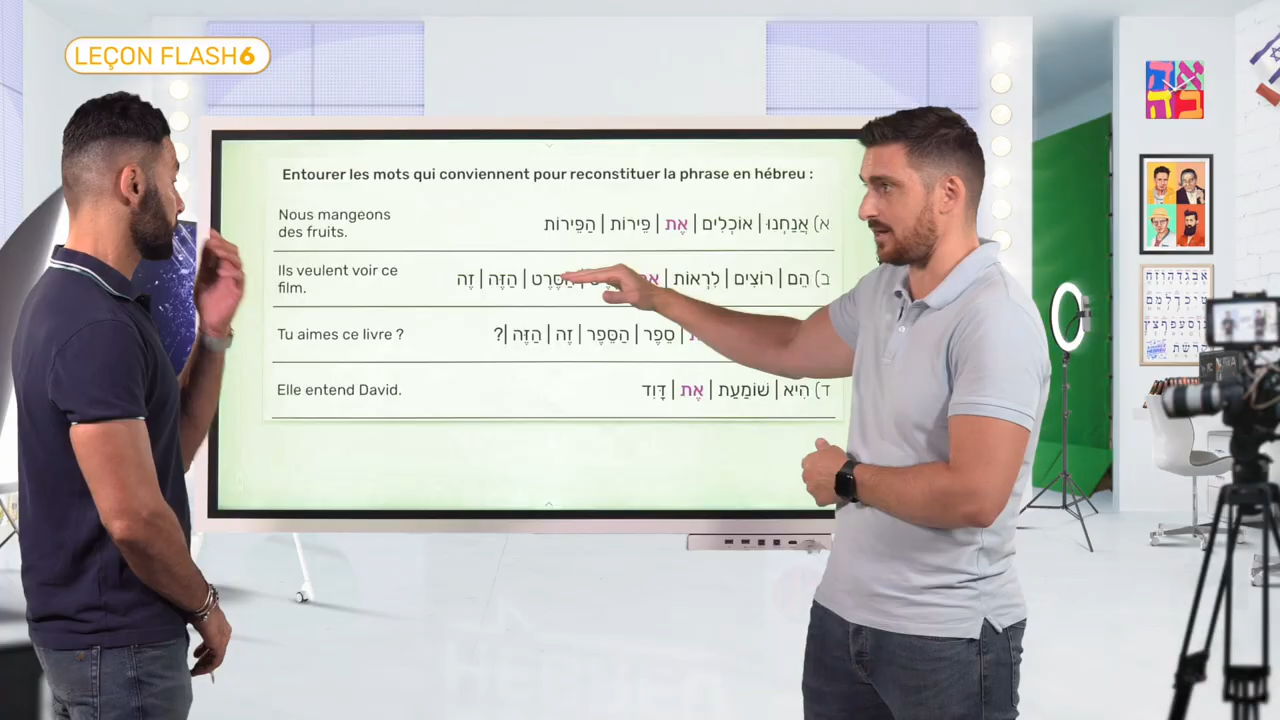 LEÇON FLASH6
Entourer les mots qui conviennent pour reconstituer la phrase en hébreu :
Nous mangeons
des fruits.
א) אֲנַחְנוּ | אוֹכְלִים | אֶת | פֵּירוֹת | הַפֵּירוֹת
Ils veulent voir ce
film.
ב) הֵם | רוֹצִים | לִרְאוֹת | הַסֶּרֶט | הַזֶּה | זֶה
Tu aimes ce livre ?
סֵפֶר | הַסֵּפֶר | זֶה | הַזֶּה |?
Elle entend David.
ד) הִיא | שׁוֹמַעַת | אֶת | דָּוִד